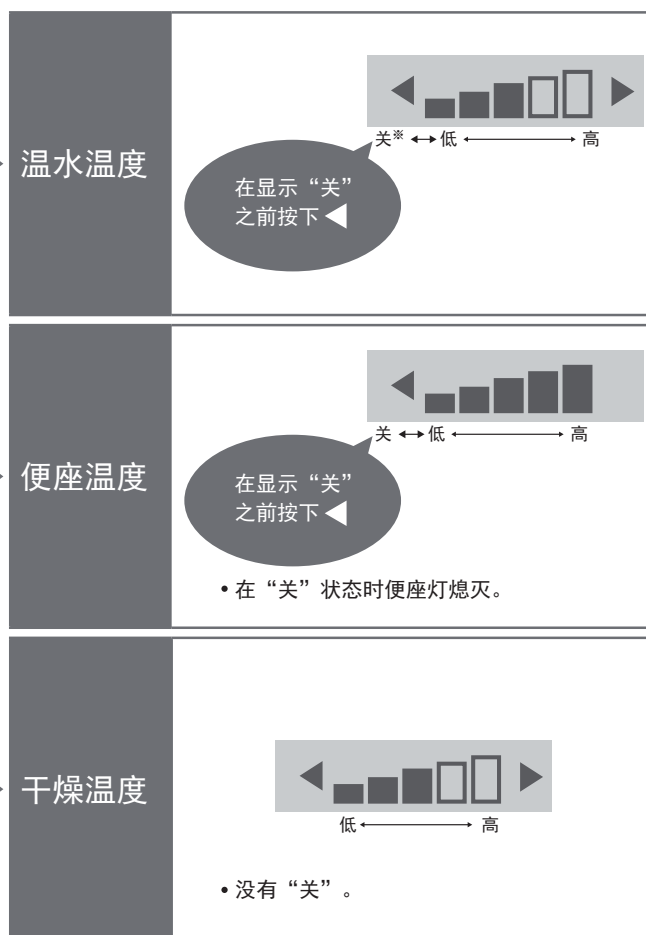 温水温度
关※ 低 高
在显示“关”
之前按下
便座温度
关 低 高
在显示“关”
之前按下
•在“关”状态时便座灯熄灭。
干燥温度
低 高
•没有“关”。